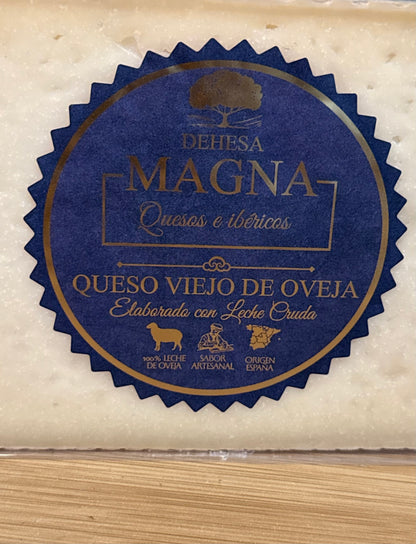 DEHESA
MAGNA
Quesos e ibéricos
QUESO VIEJO DE OVEJA
Elaborado con Leche Cruda
100% LECHE
DE OVEJA
SABOR
ARTESANAL
ORIGEN
ESPAÑA